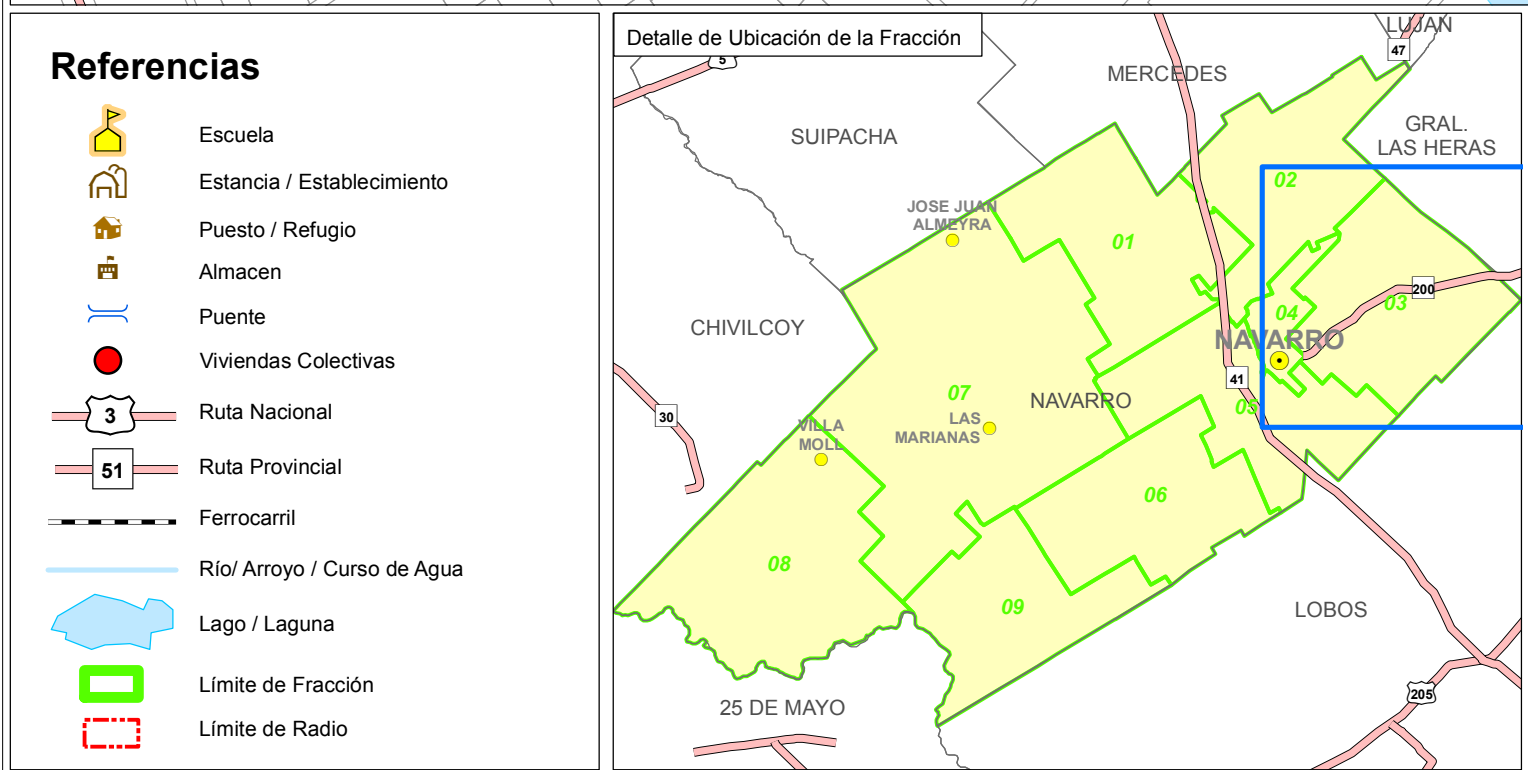 Referencias
Escuela
Estancia / Establecimiento
Puesto / Refugio
Almacen
Puente
Viviendas Colectivas
3
Ruta Nacional
51
Ruta Provincial
Ferrocarril
Río/ Arroyo / Curso de Agua
Lago / Laguna
Límite de Fracción
Límite de Radio
Detalle de Ubicación de la Fracción
LUJAN
47
5
MERCEDES
SUIPACHA
GRAL.
LAS HERAS
02
JOSE JUAN
ALMEYRA
01
200
03
04
CHIVILCOY
NAVARRO
41
07
NAVARRO
05
30
VILLA
MOLL
LAS
MARIANAS
06
08
09
LOBOS
205
25 DE MAYO